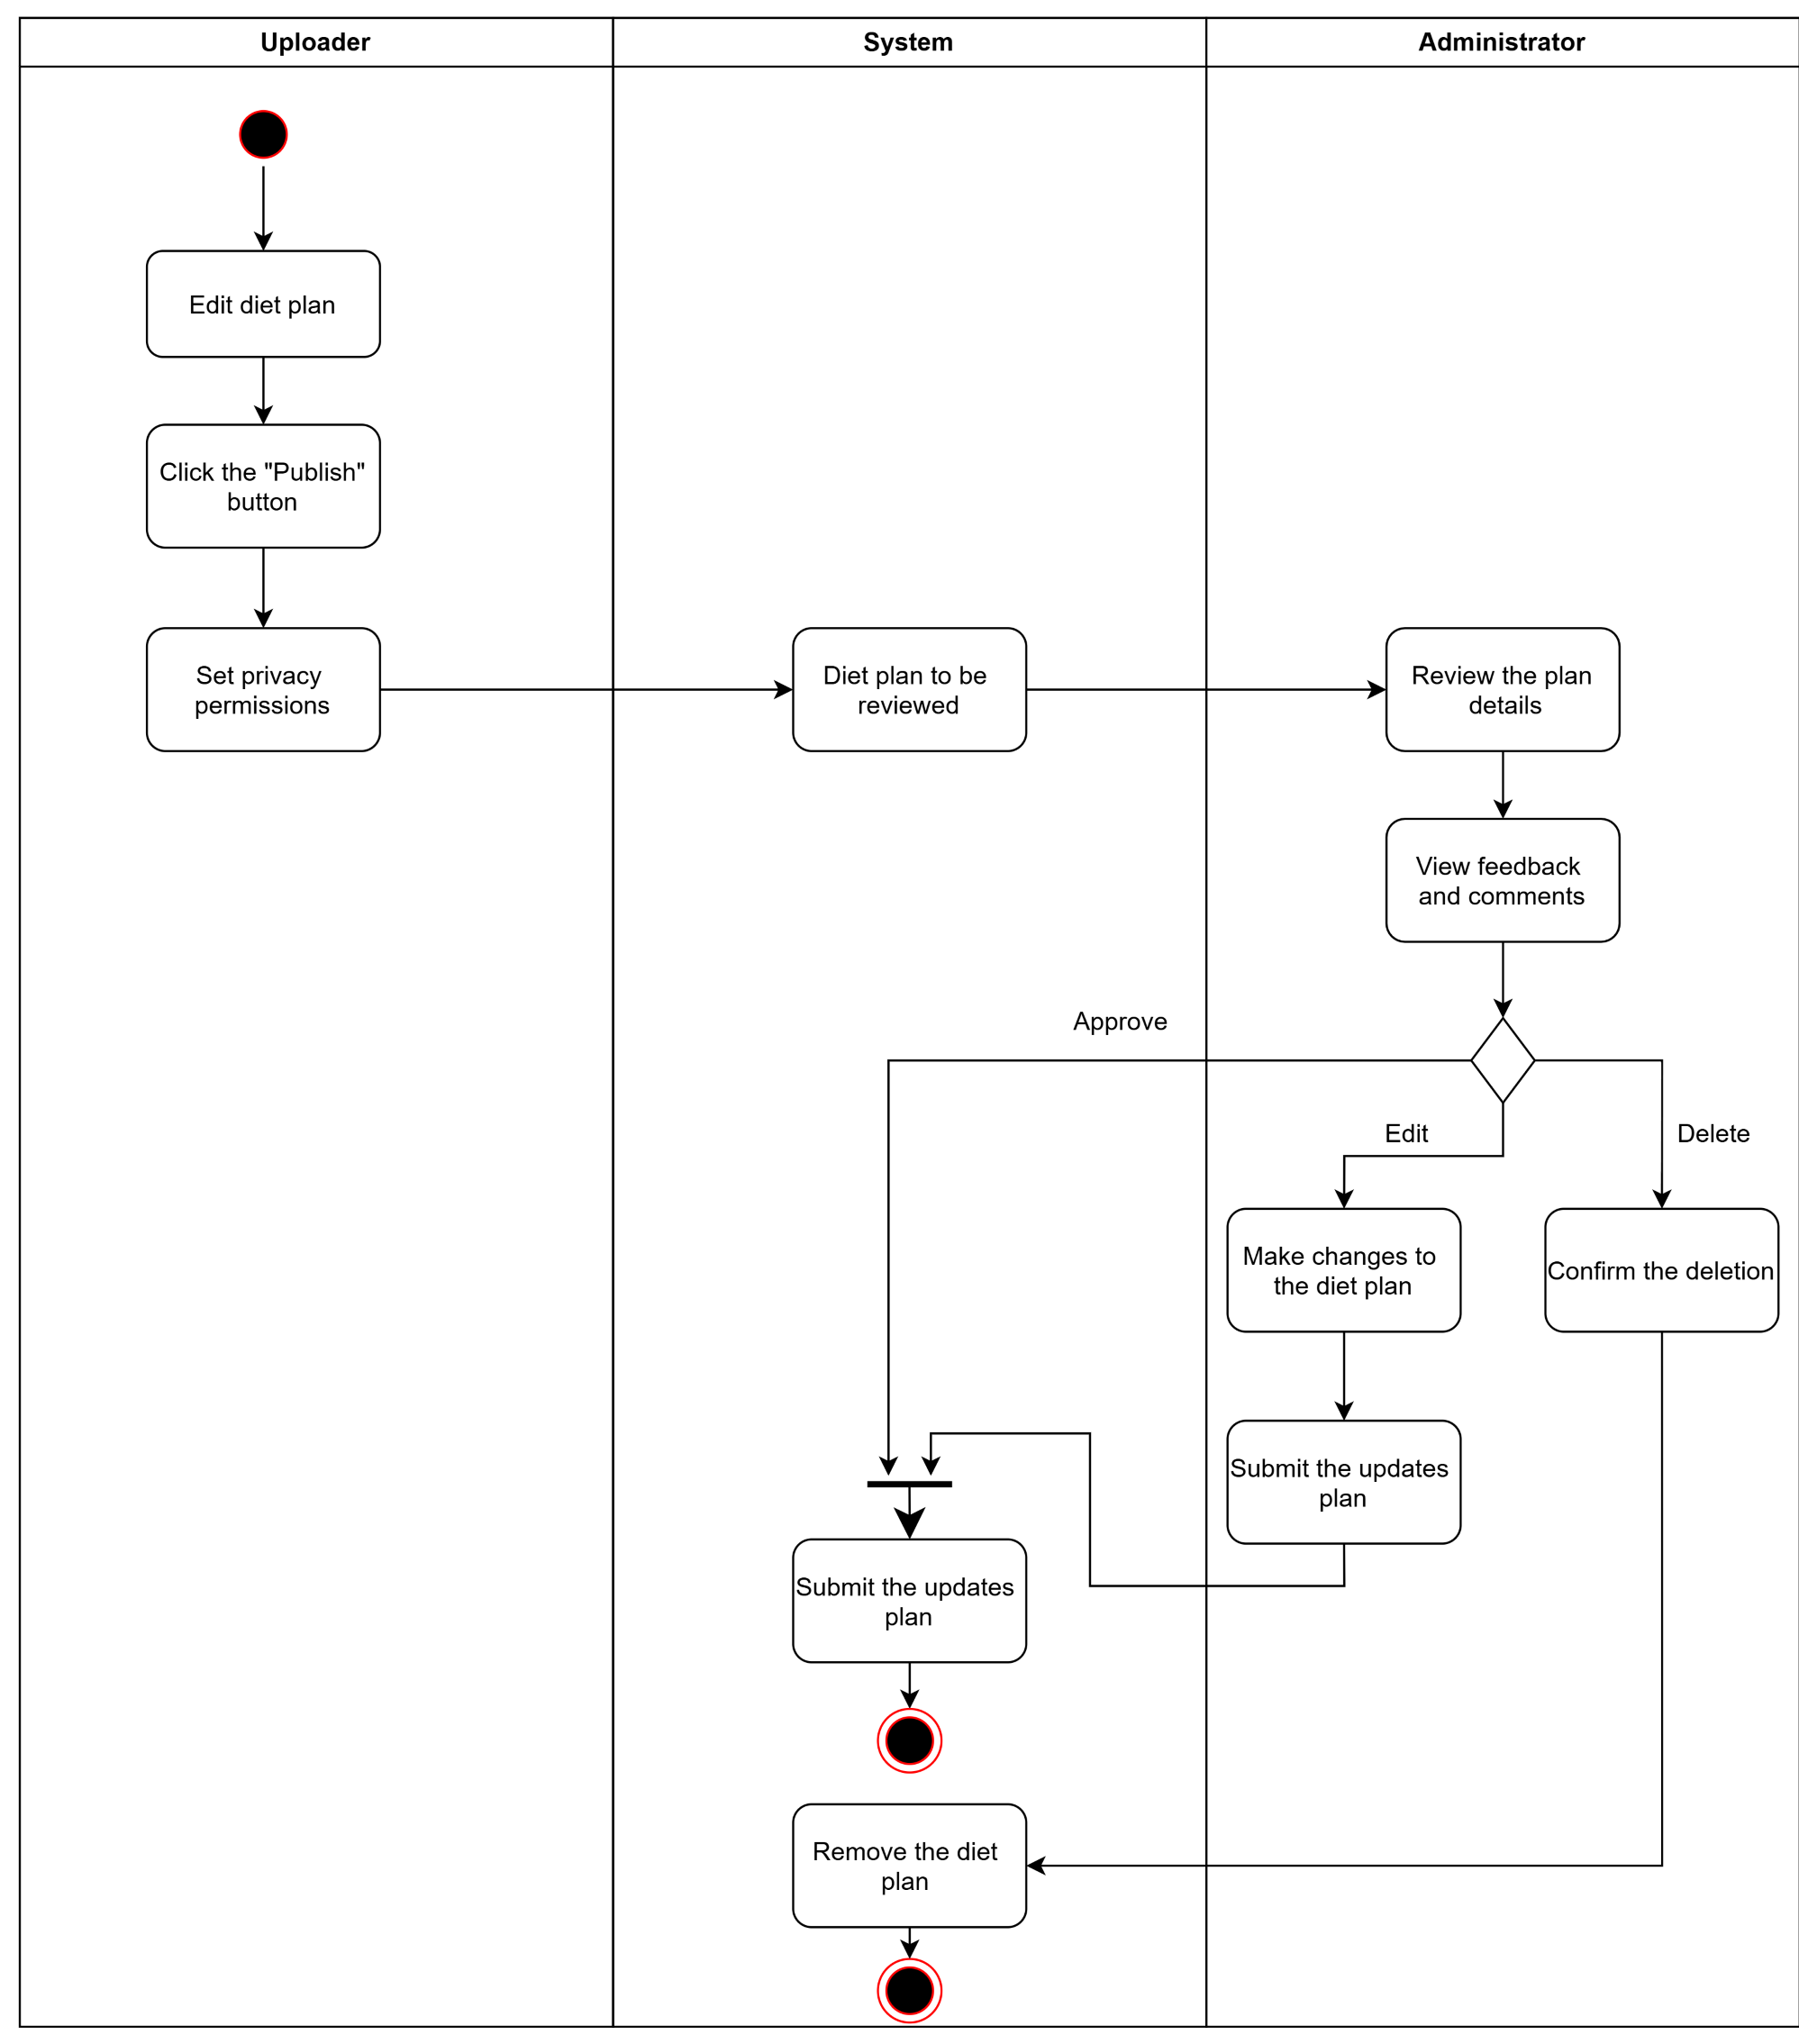 Uploader
System
Administrator
Edit diet plan
Click the "Publish"
button
Set privacy
permissions
Diet plan to be
reviewed
Review the plan
details
View feedback
and comments
Approve
Edit
Delete
Make changes to
the diet plan
Confirm the deletion
Submit the updates
plan
Submit the updates
plan
Remove the diet
plan